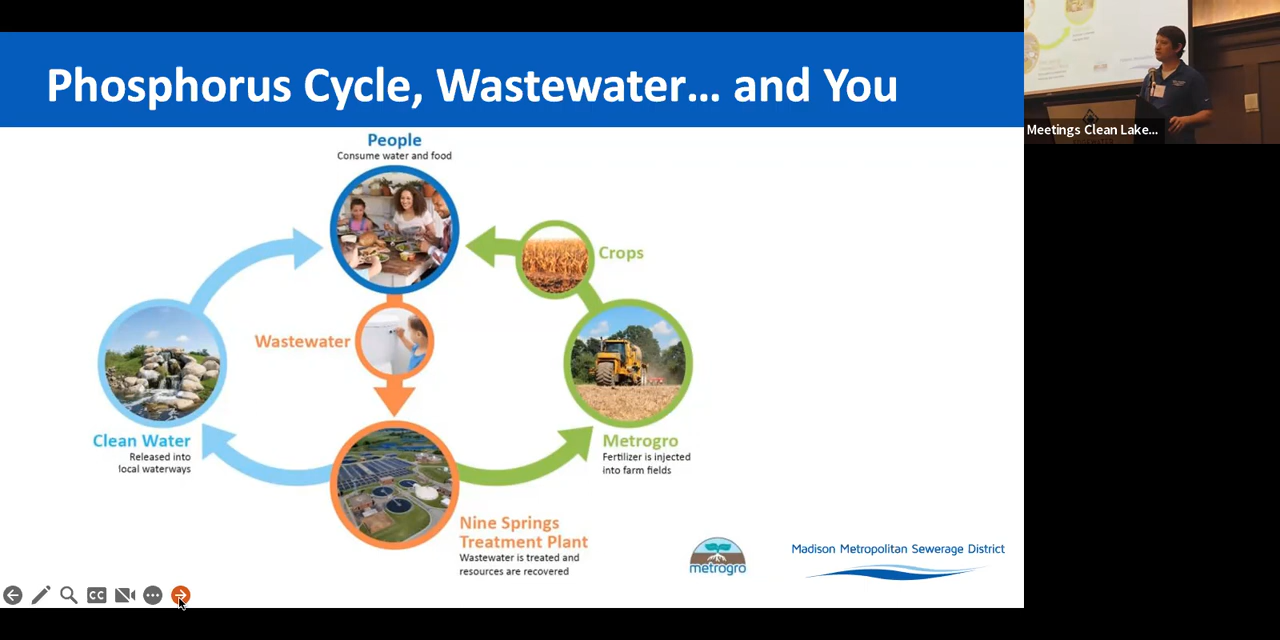 Phosphorus Cycle, Wastewater... and You
People
Consume water and food
Crops
Wastewater
Clean Water
Released into
local waterways
Metrogro
Fertilizer is injected
into farm fields
Nine Springs
Treatment Plant
Wastewater is treated and
resources are recovered
metrogro
Madison Metropolitan Sewerage District
CC
Meetings Clean Lake...